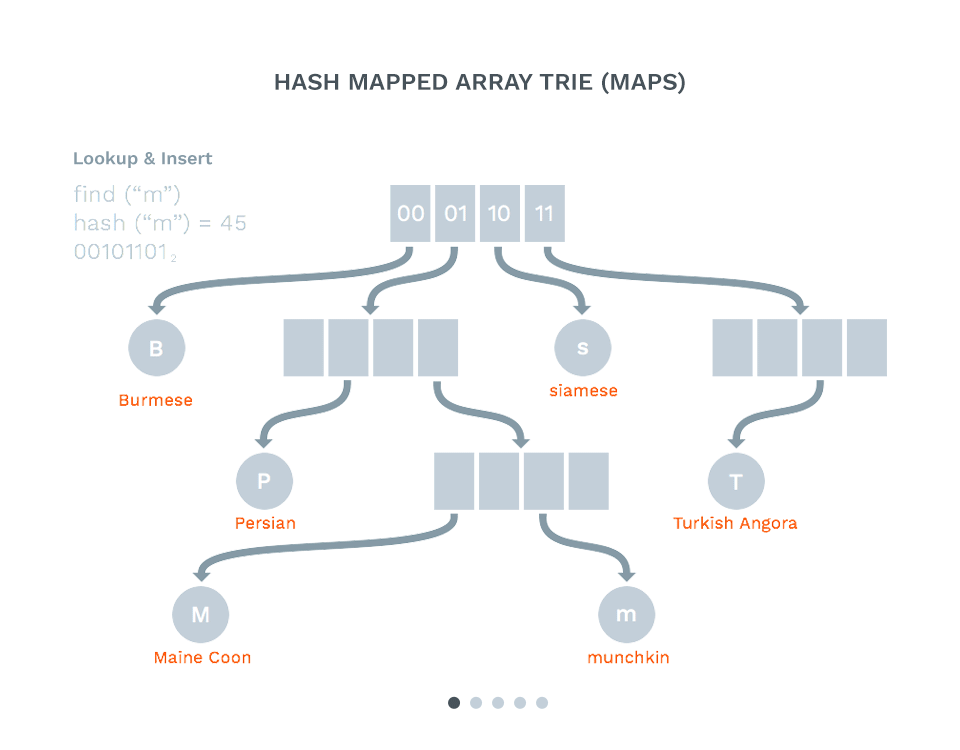 HASH MAPPED ARRAY TRIE (MAPS)
Lookup & Insert
find (“m”)
hash (“m”) = 45
00101101₂
00 01 10 11
B
s
Burmese
siamese
P
T
Persian
Turkish Angora
M
m
Maine Coon
munchkin